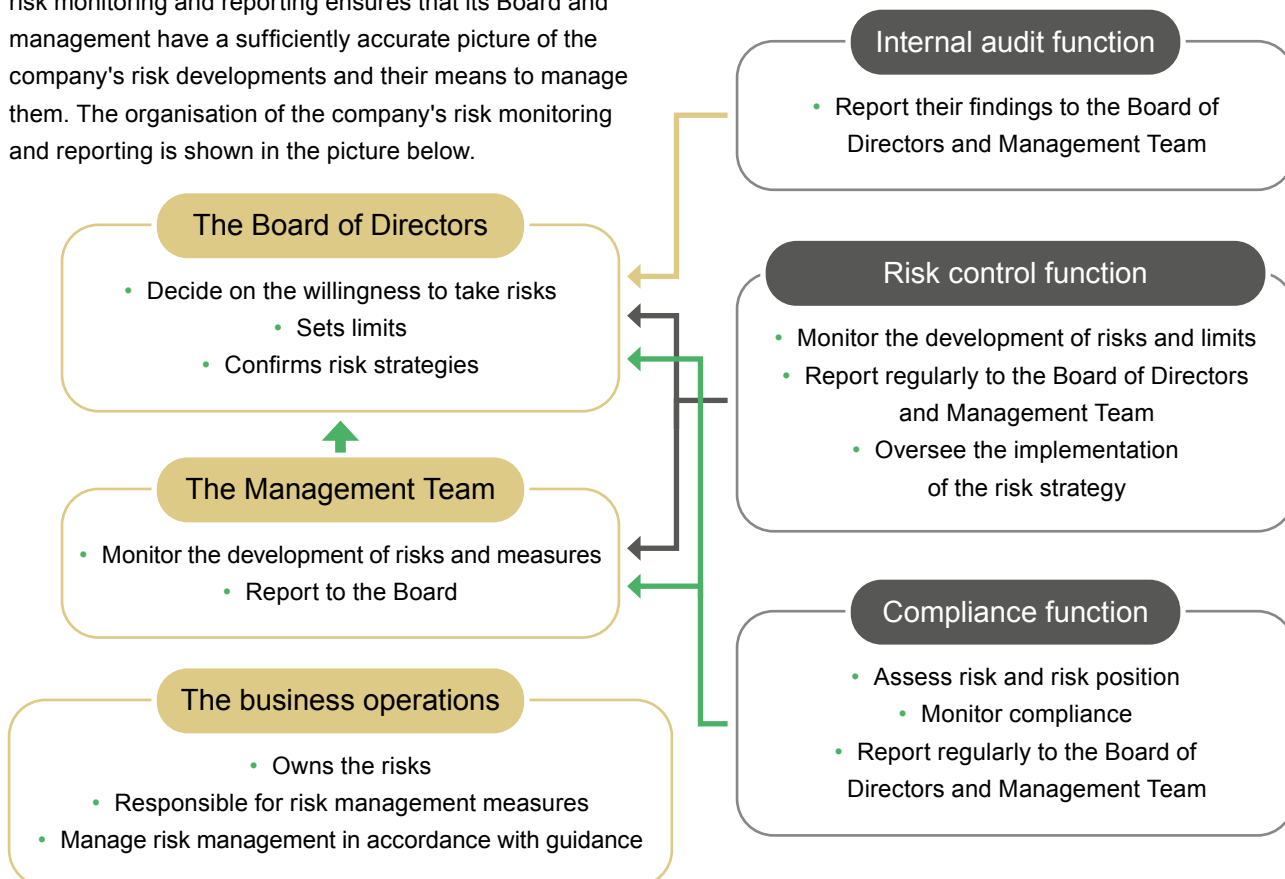 risk monitoring and reporting ensures that its Board and
management have a sufficiently accurate picture of the
company's risk developments and their means to manage
them. The organisation of the company's risk monitoring
and reporting is shown in the picture below.
The Board of Directors
• Decide on the willingness to take risks
• Sets limits
• Confirms risk strategies
The Management Team
• Monitor the development of risks and measures
• Report to the Board
The business operations
• Owns the risks
• Responsible for risk management measures
• Manage risk management in accordance with guidance
Internal audit function
• Report their findings to the Board of
Directors and Management Team
Risk control function
• Monitor the development of risks and limits
• Report regularly to the Board of Directors
and Management Team
• Oversee the implementation
of the risk strategy
Compliance function
• Assess risk and risk position
• Monitor compliance
• Report regularly to the Board of
Directors and Management Team